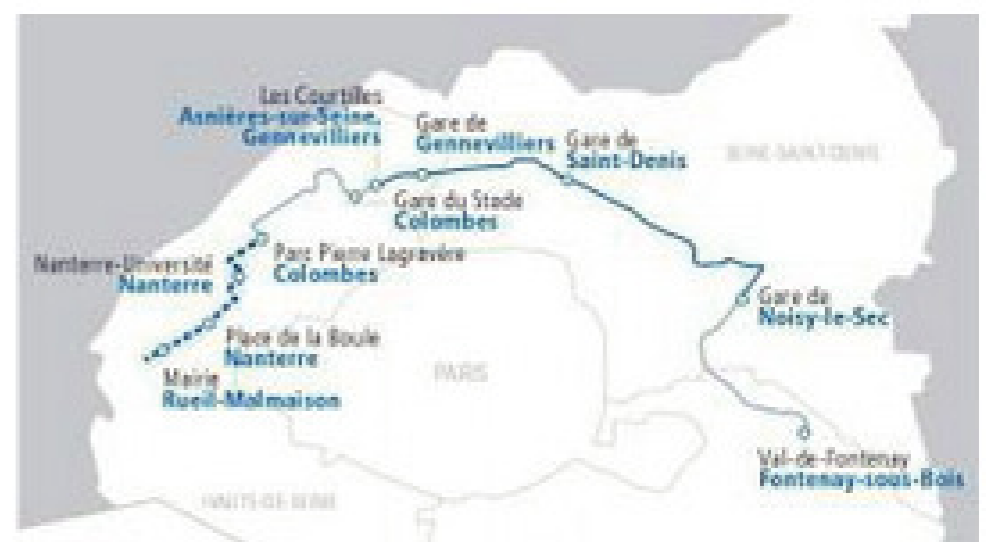 Les Courtilles
Asnières-sur-Seine,
Gennevilliers
Gare de
Gennevilliers
Gare de
Saint-Denis
SEINE-SAINT-DENIS
Gare du Stade
Colombes
Nanterre-Université
Nanterre
Parc Pierre Lagravère
Colombes
Gare de
Noisy-le-Sec
Place de la Boule
Nanterre
PARIS
Mairie
Rueil-Malmaison
Val-de-Fontenay
Fontenay-sous-Bois
HAUTS-DE-SEINE